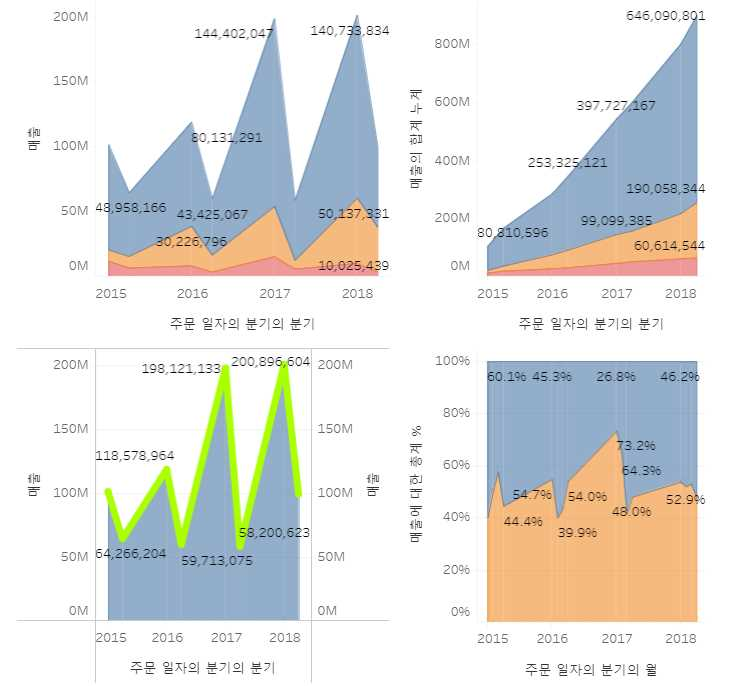 200M
150M
100M
50M
0M
매출
144,402,047
140,733,834
80,131,291
48,958,166
43,425,067
50,137,331
30,226,796
10,025,439
2015
2016
2017
2018
주문 일자의 분기의 분기
800M
600M
400M
200M
0M
매출의 합계 누계
646,090,801
397,727,167
253,325,121
190,058,344
80,810,596
99,099,385
60,614,544
2015
2016
2017
2018
주문 일자의 분기의 분기
200M
150M
100M
50M
0M
매출
198,121,133
200,896,604
118,578,964
64,266,204
59,713,075
58,200,623
200M
150M
100M
50M
0M
매출
2015
2016
2017
2018
주문 일자의 분기의 분기
100%
80%
60%
40%
20%
0%
매출에 대한 총계 %
60.1%
45.3%
26.8%
46.2%
73.2%
64.3%
54.7%
54.0%
52.9%
44.4%
48.0%
39.9%
2015
2016
2017
2018
주문 일자의 분기의 월